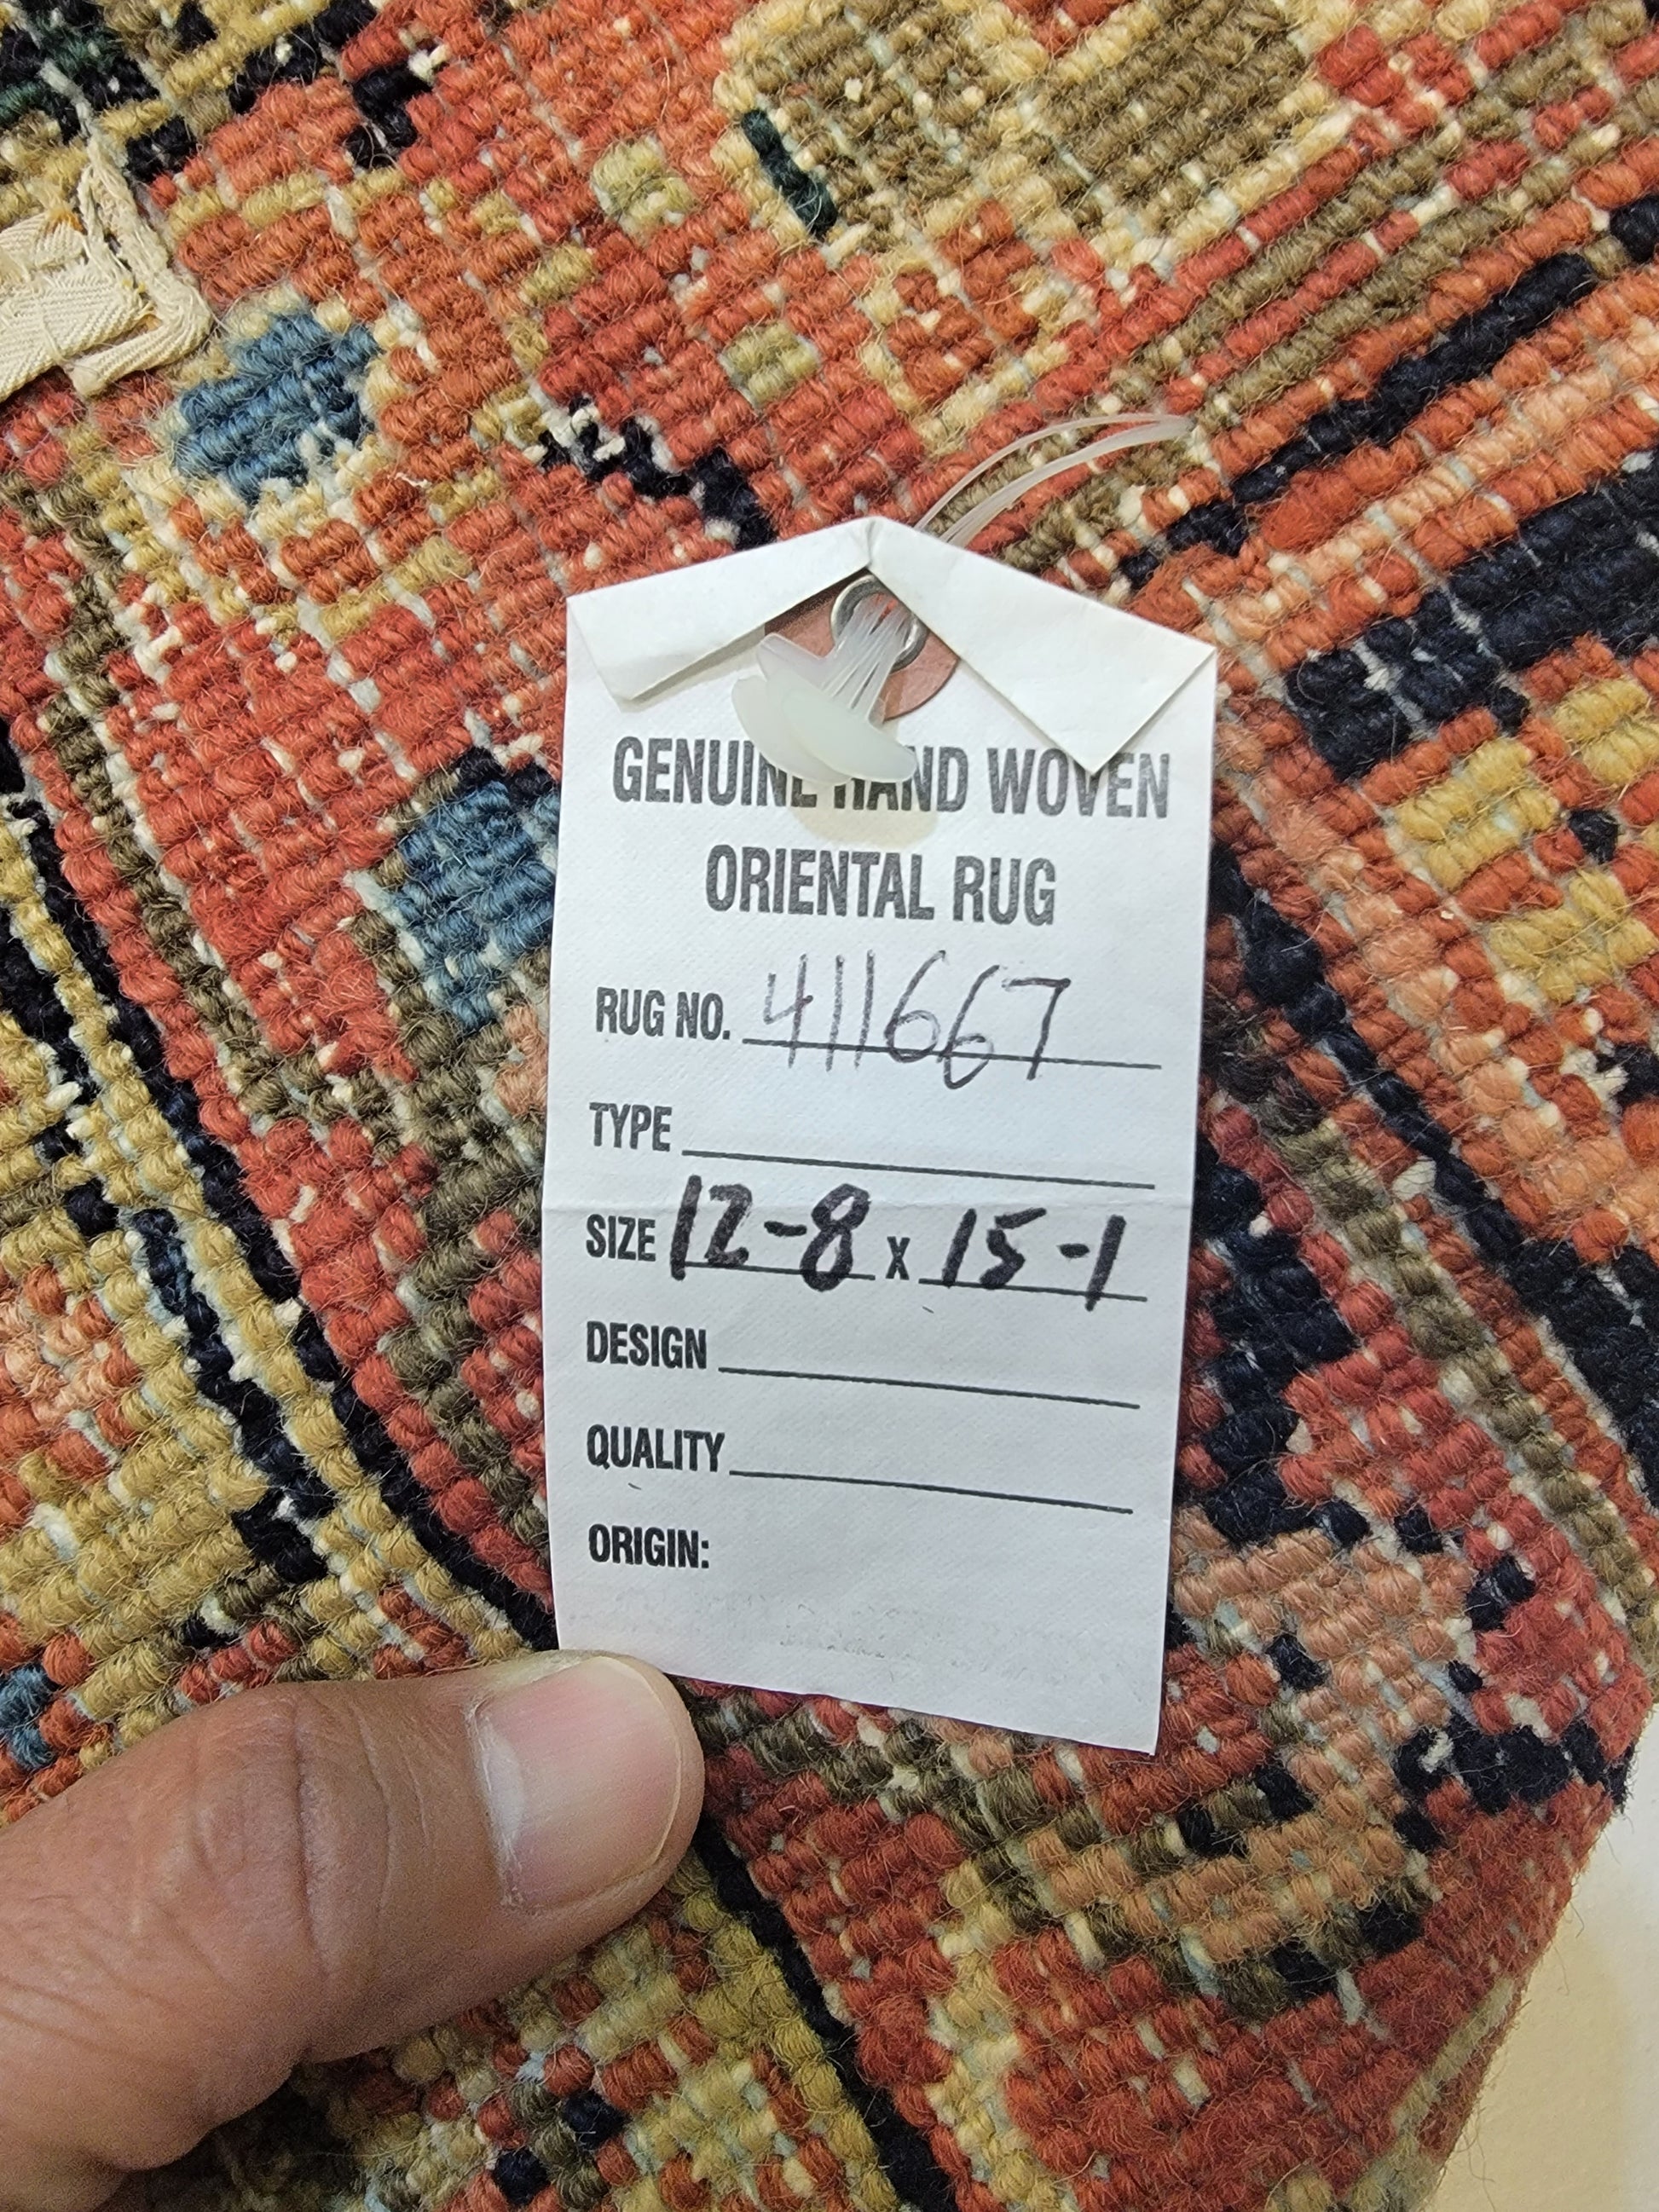 GENUINE HAND WOVEN
ORIENTAL RUG
RUG NO. 411667
TYPE
SIZE 12-8 x 15-1
DESIGN
QUALITY
ORIGIN: